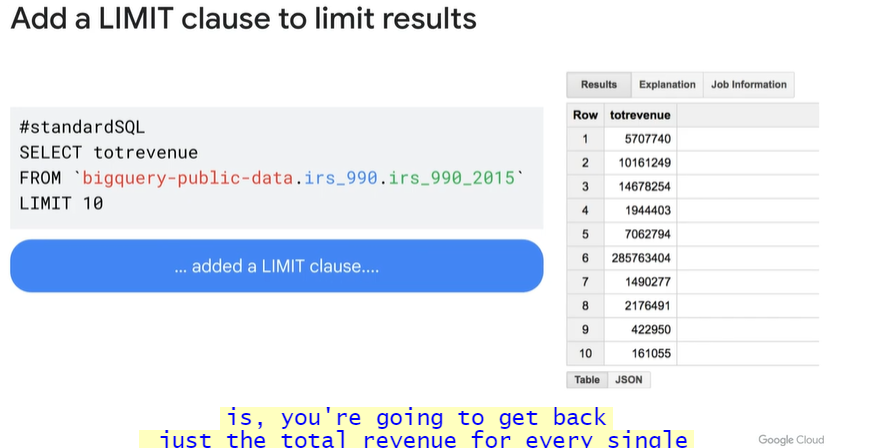 Add a LIMIT clause to limit results
#standardSQL
SELECT totrevenue
FROM `bigquery-public-data.irs_990.irs_990_2015`
LIMIT 10
... added a LIMIT clause....
Results Explanation Job Information
Row totrevenue
1 5707740
2 10161249
3 14678254
4 1944403
5 7062794
6 285763404
7 1490277
8 2176491
9 422950
10 161055
Table JSON
is, you're going to get back
just the total revenue for every single
Google Cloud